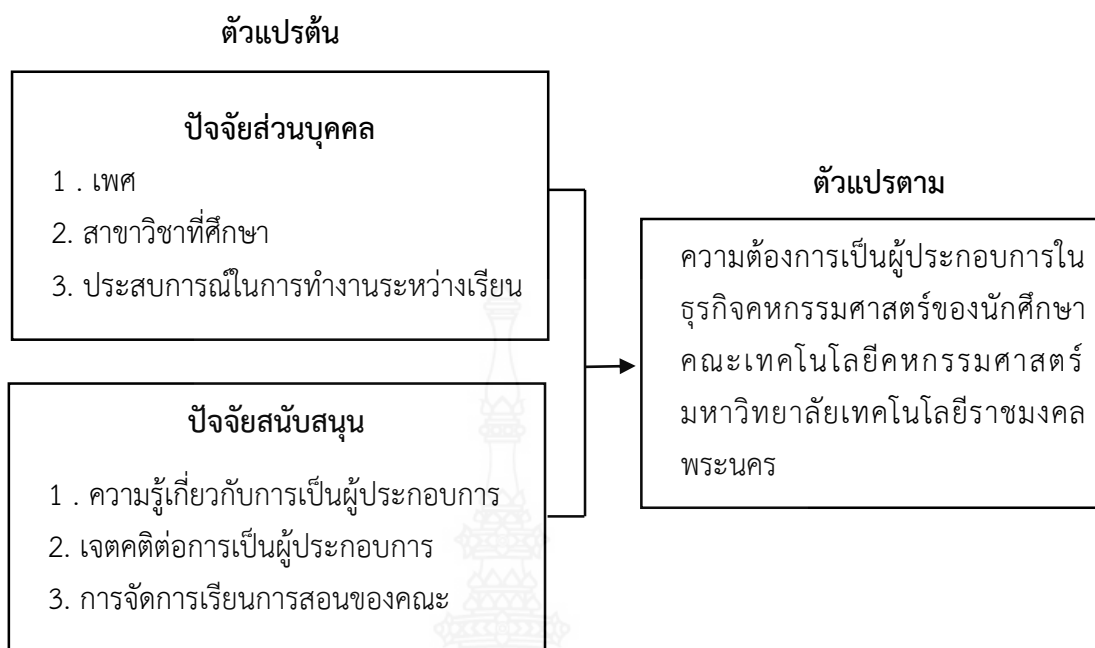 ตัวแปรต้น
ปัจจัยส่วนบุคคล
1 . เพศ
2. สาขาวิชาที่ศึกษา
3. ประสบการณ์ในการทำงานระหว่างเรียน
ปัจจัยสนับสนุน
1 . ความรู้เกี่ยวกับการเป็นผู้ประกอบการ
2. เจตคติต่อการเป็นผู้ประกอบการ
3. การจัดการเรียนการสอนของคณะ
ตัวแปรตาม
ความต้องการเป็นผู้ประกอบการใน
ธุรกิจคหกรรมศาสตร์ของนักศึกษา
คณะเทคโนโลยีคหกรรมศาสตร์
มหาวิทยาลัยเทคโนโลยีราชมงคล
พระนคร